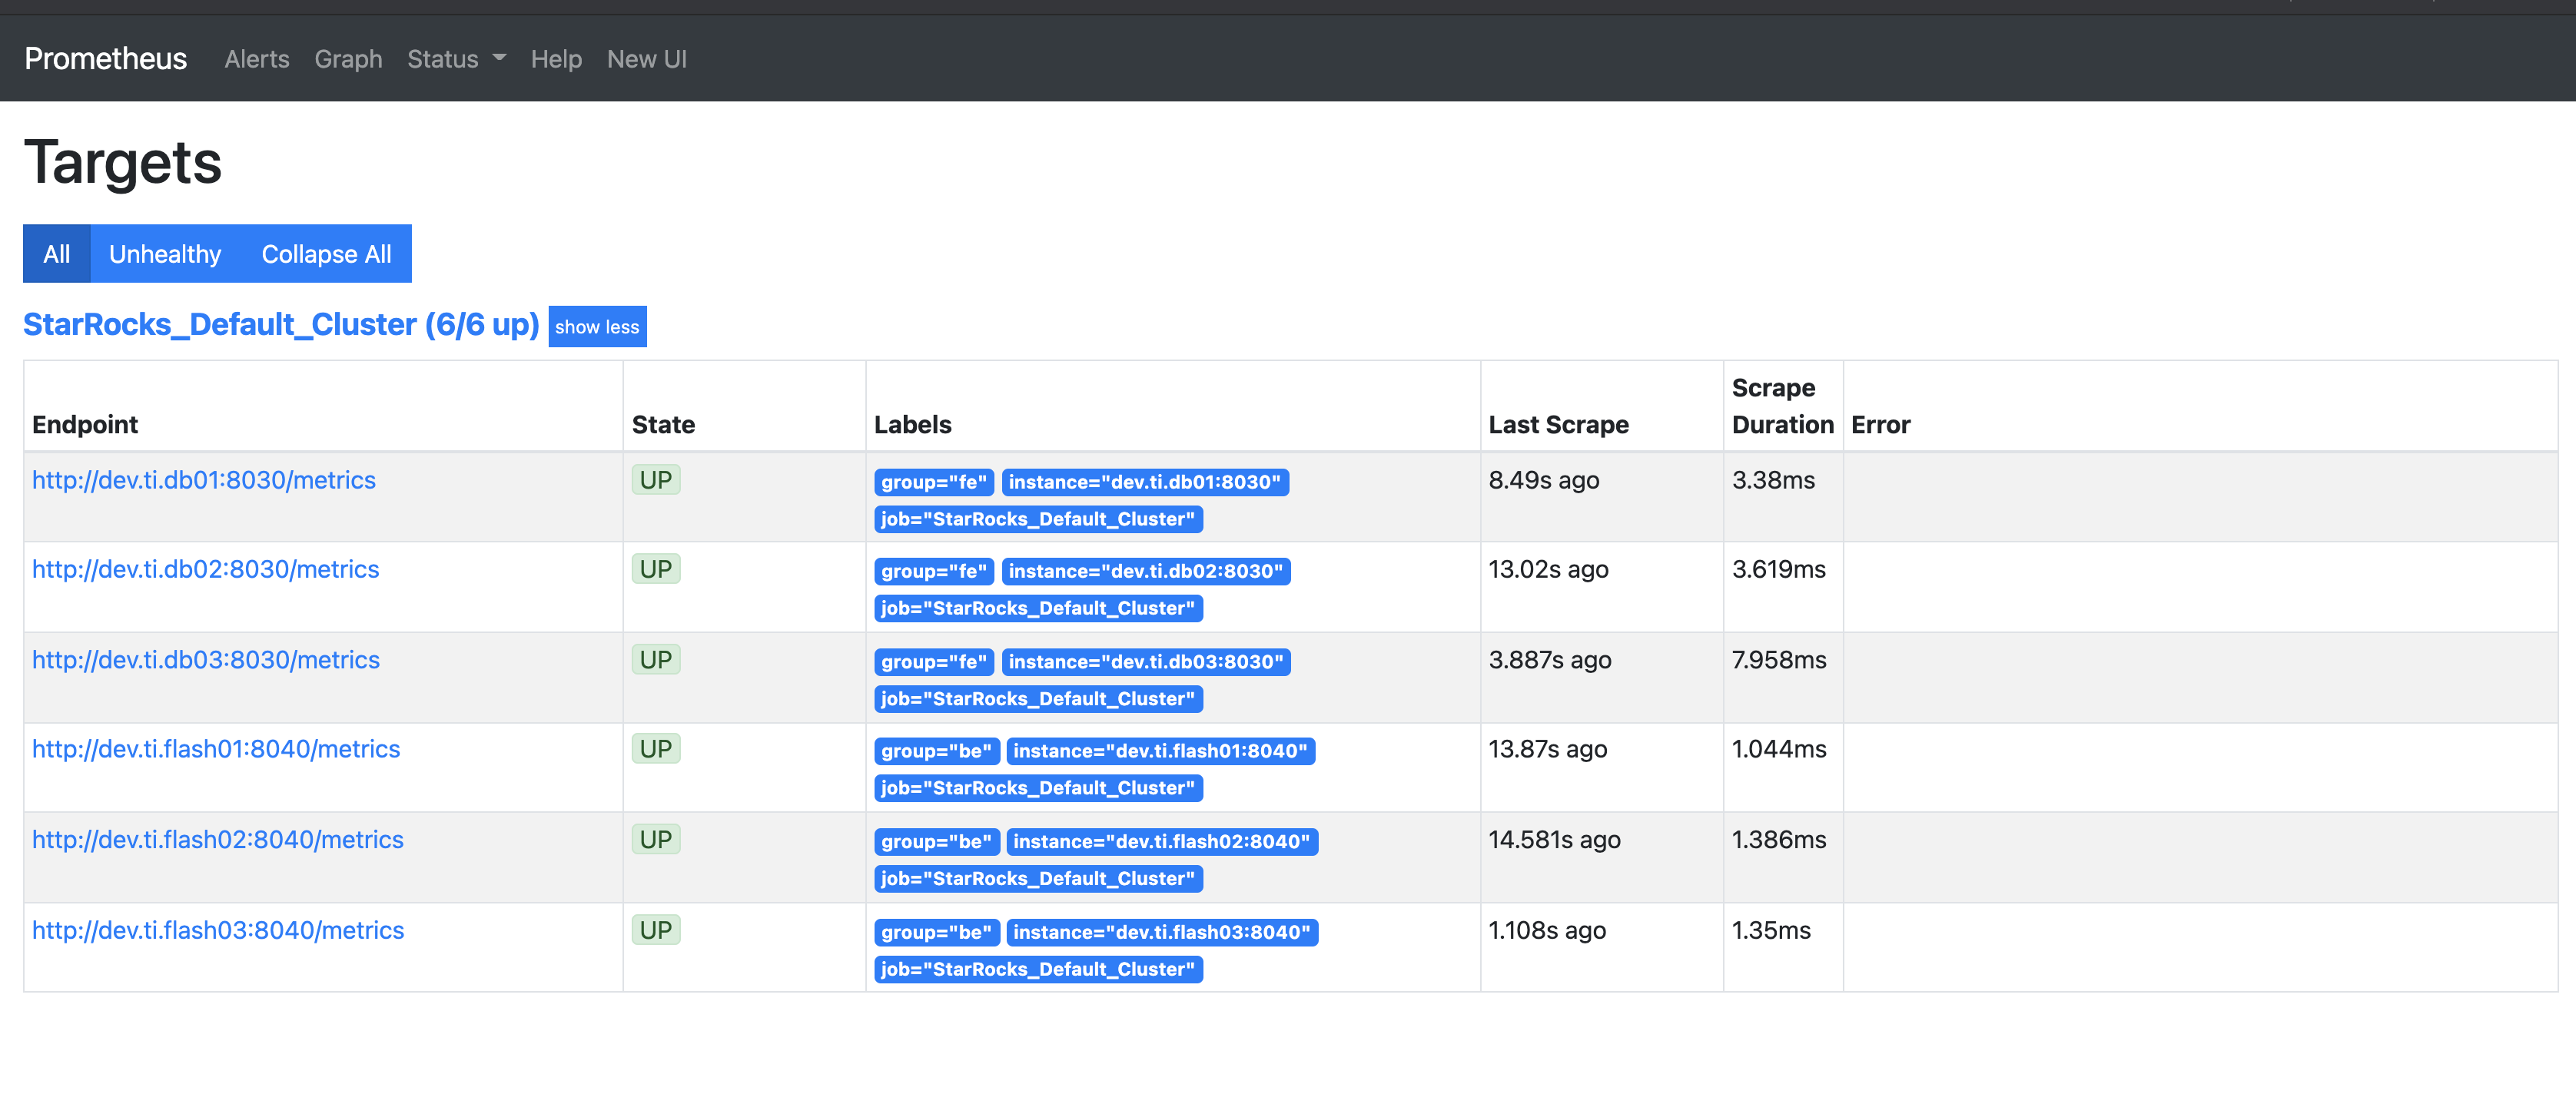 Prometheus Alerts Graph Status Help New UI
Targets
All Unhealthy Collapse All
StarRocks_Default_Cluster (6/6 up) show less
Endpoint State Labels Last Scrape Scrape Duration Error
http://dev.ti.db01:8030/metrics UP group="fe" instance="dev.ti.db01:8030" 8.49s ago 3.38ms
job="StarRocks_Default_Cluster"
http://dev.ti.db02:8030/metrics UP group="fe" instance="dev.ti.db02:8030" 13.02s ago 3.619ms
job="StarRocks_Default_Cluster"
http://dev.ti.db03:8030/metrics UP group="fe" instance="dev.ti.db03:8030" 3.887s ago 7.958ms
job="StarRocks_Default_Cluster"
http://dev.ti.flash01:8040/metrics UP group="be" instance="dev.ti.flash01:8040" 13.87s ago 1.044ms
job="StarRocks_Default_Cluster"
http://dev.ti.flash02:8040/metrics UP group="be" instance="dev.ti.flash02:8040" 14.581s ago 1.386ms
job="StarRocks_Default_Cluster"
http://dev.ti.flash03:8040/metrics UP group="be" instance="dev.ti.flash03:8040" 1.108s ago 1.35ms
job="StarRocks_Default_Cluster"